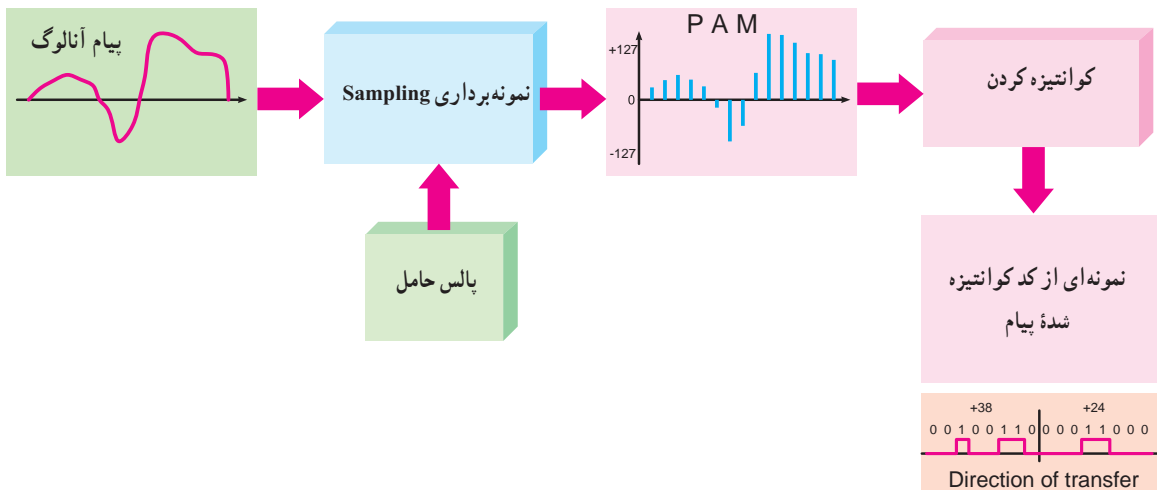 پیام آنالوگ
نمونه‌برداری Sampling
پالس حامل
P A M
+127
0
-127
کوانتیزه کردن
نمونه‌ای از کد کوانتیزه
شدۀ پیام
+38 +24
0 0 1 0 0 1 1 0 0 0 0 1 1 0 0 0
Direction of transfer